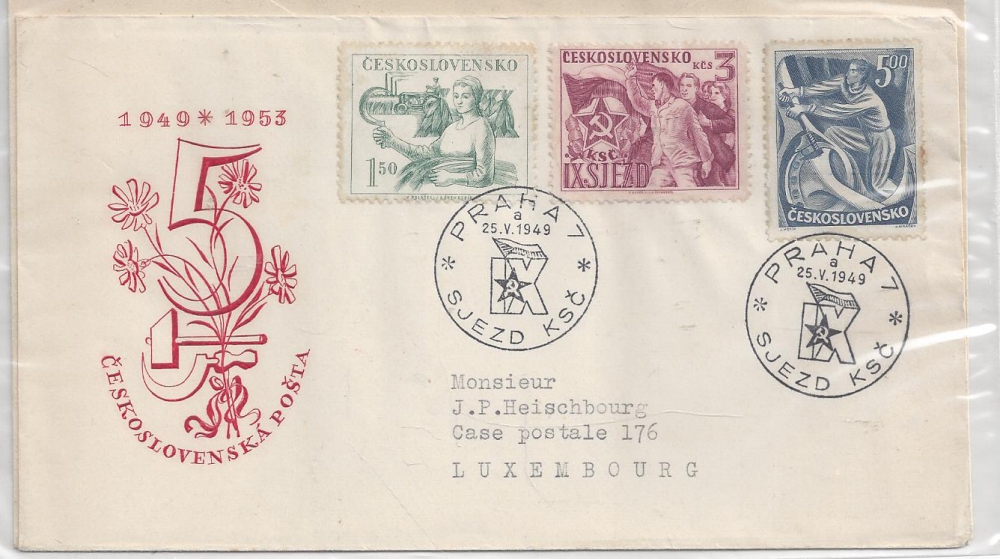 1949 * 1953
5
ČESKOSLOVENSKÁ POŠTA
ČESKOSLOVENSKO
1 50
ČESKOSLOVENSKO
KČS 3
KSČ
IX·SJEZD
5.00
ČESKOSLOVENSKO
* PRAHA 7 *
a
25.V.1949
IX
SJEZD KSČ
* PRAHA 7 *
a
25.V.1949
IX
SJEZD KSČ
Monsieur
J.P.Heischbourg
Case postale 176
LUXEMBOURG